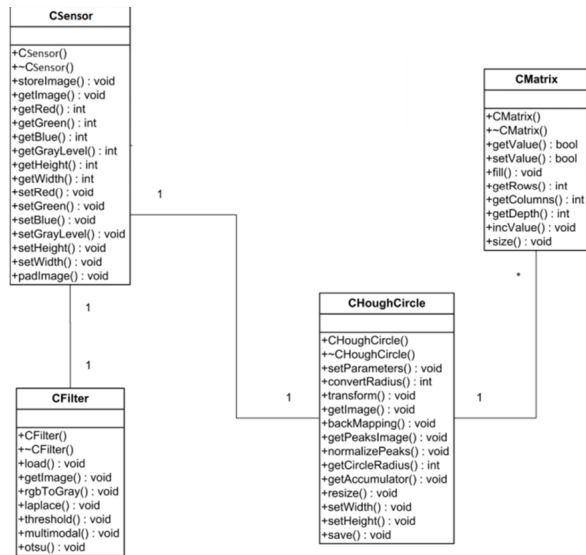 CSensor
+CSensor()
+~CSensor()
+storeImage() : void
+getImage() : void
+getRed() : int
+getGreen() : int
+getBlue() : int
+getGrayLevel() : int
+getHeight() : int
+getWidth() : int
+setRed() : void
+setGreen() : void
+setBlue() : void
+setGrayLevel() : void
+setHeight() : void
+setWidth() : void
+padImage() : void
1
1
1
CFilter
+CFilter()
+~CFilter()
+load() : void
+getImage() : void
+rgbToGray() : void
+laplace() : void
+threshold() : void
+multimodal() : void
+otsu() : void
1
CHoughCircle
+CHoughCircle()
+~CHoughCircle()
+setParameters() : void
+convertRadius() : int
+transform() : void
+getImage() : void
+backMapping() : void
+getPeaksImage() : void
+normalizePeaks() : void
+getCircleRadius() : int
+getAccumulator() : void
+resize() : void
+setWidth() : void
+setHeight() : void
+save() : void
1
*
CMatrix
+CMatrix()
+~CMatrix()
+getValue() : bool
+setValue() : bool
+fill() : void
+getRows() : int
+getColumns() : int
+getDepth() : int
+incValue() : void
+size() : void